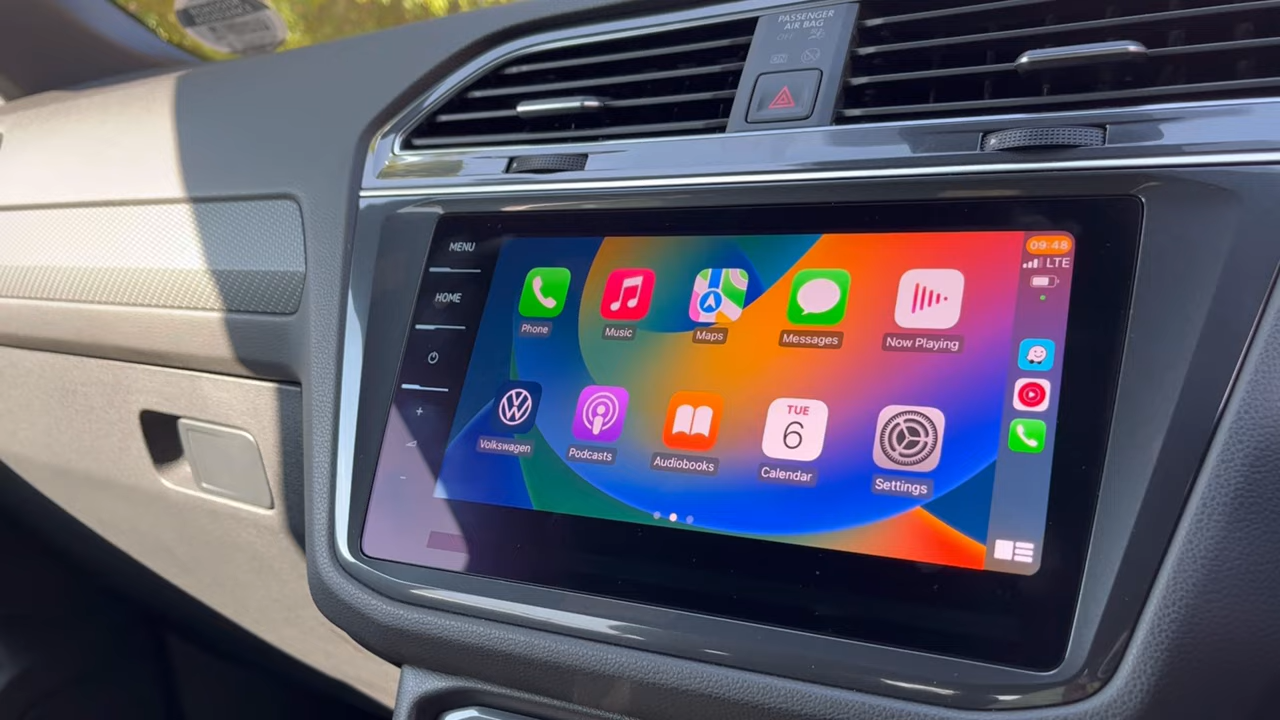 PASSENGER
AIR BAG
OFF
MENU
HOME
09:48
LTE
Phone
Music
Maps
Messages
Now Playing
Volkswagen
Podcasts
Audiobooks
TUE
6
Calendar
Settings